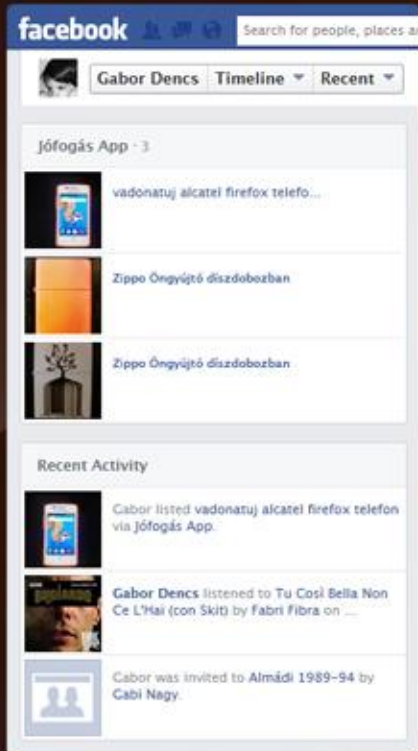 facebook
Search for people, places a
Gabor Dencs Timeline Recent
Jófogás App · 3
vadonatuj alcatel firefox telefo...
Zippo Öngyújtó díszdobozban
Zippo Öngyújtó díszdobozban
Recent Activity
Gabor listed vadonatuj alcatel firefox telefon
via Jófogás App.
Gabor Dencs listened to Tu Così Bella Non
Ce L'Hai (con Skit) by Fabri Fibra on ...
Gabor was invited to Almádi 1989-94 by
Gabi Nagy.